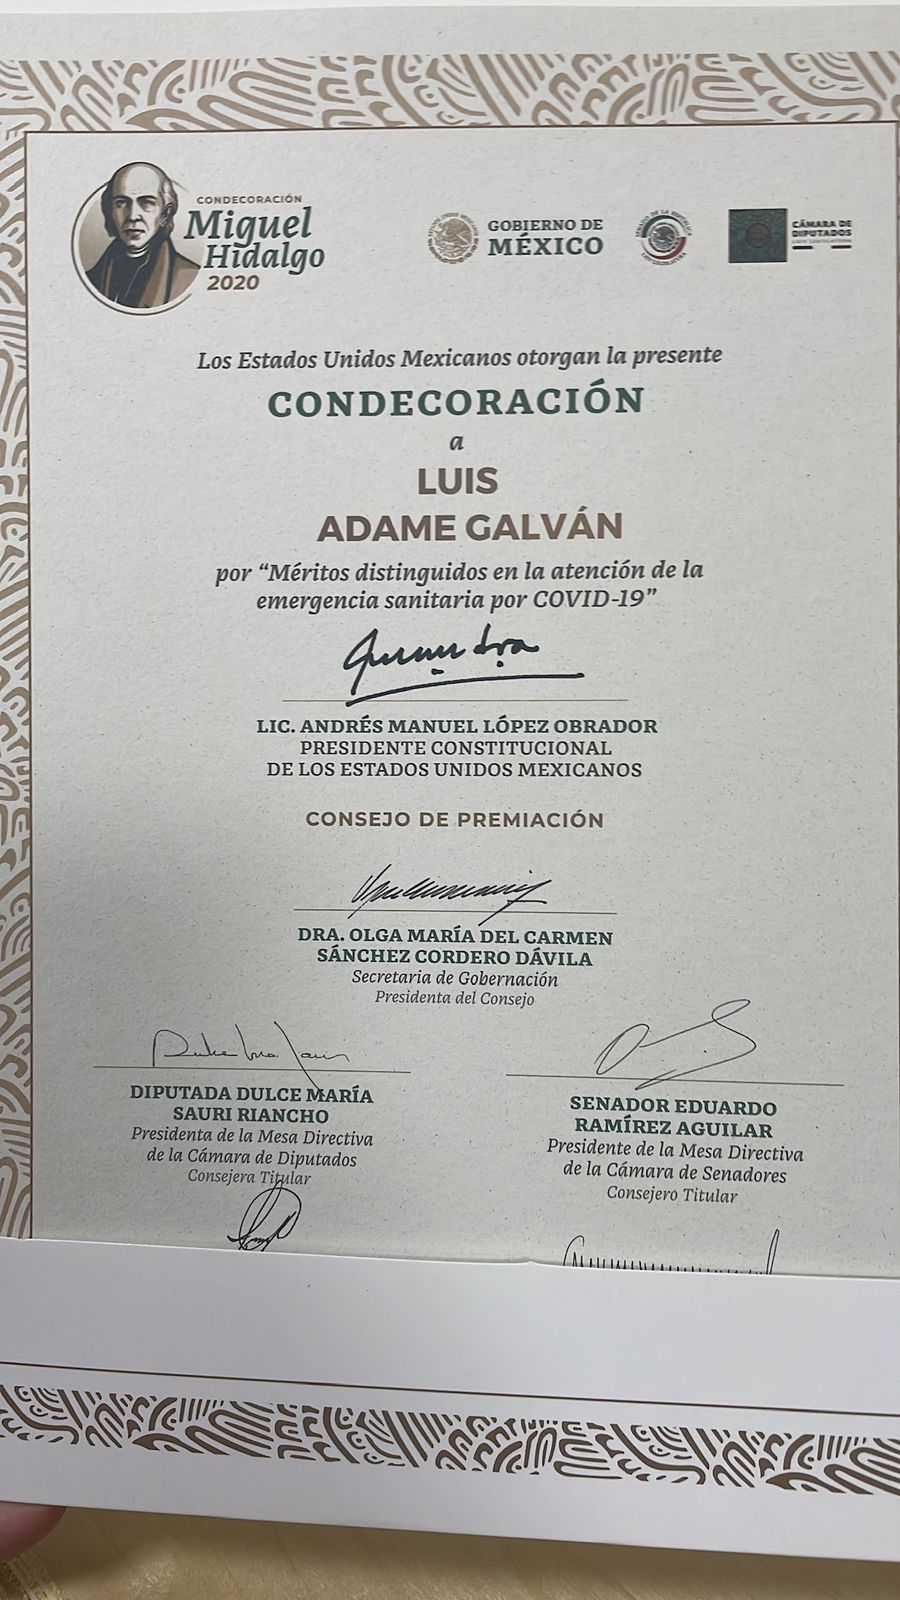 CONDECORACIÓN
Miguel
Hidalgo
2020
GOBIERNO DE
MÉXICO
CÁMARA DE
DIPUTADOS
Los Estados Unidos Mexicanos otorgan la presente
CONDECORACIÓN
a
LUIS
ADAME GALVÁN
por “Méritos distinguidos en la atención de la
emergencia sanitaria por COVID-19”
LIC. ANDRÉS MANUEL LÓPEZ OBRADOR
PRESIDENTE CONSTITUCIONAL
DE LOS ESTADOS UNIDOS MEXICANOS
CONSEJO DE PREMIACIÓN
DRA. OLGA MARÍA DEL CARMEN
SÁNCHEZ CORDERO DÁVILA
Secretaria de Gobernación
Presidenta del Consejo
DIPUTADA DULCE MARÍA
SAURI RIANCHO
Presidenta de la Mesa Directiva
de la Cámara de Diputados
Consejera Titular
SENADOR EDUARDO
RAMÍREZ AGUILAR
Presidente de la Mesa Directiva
de la Cámara de Senadores
Consejero Titular